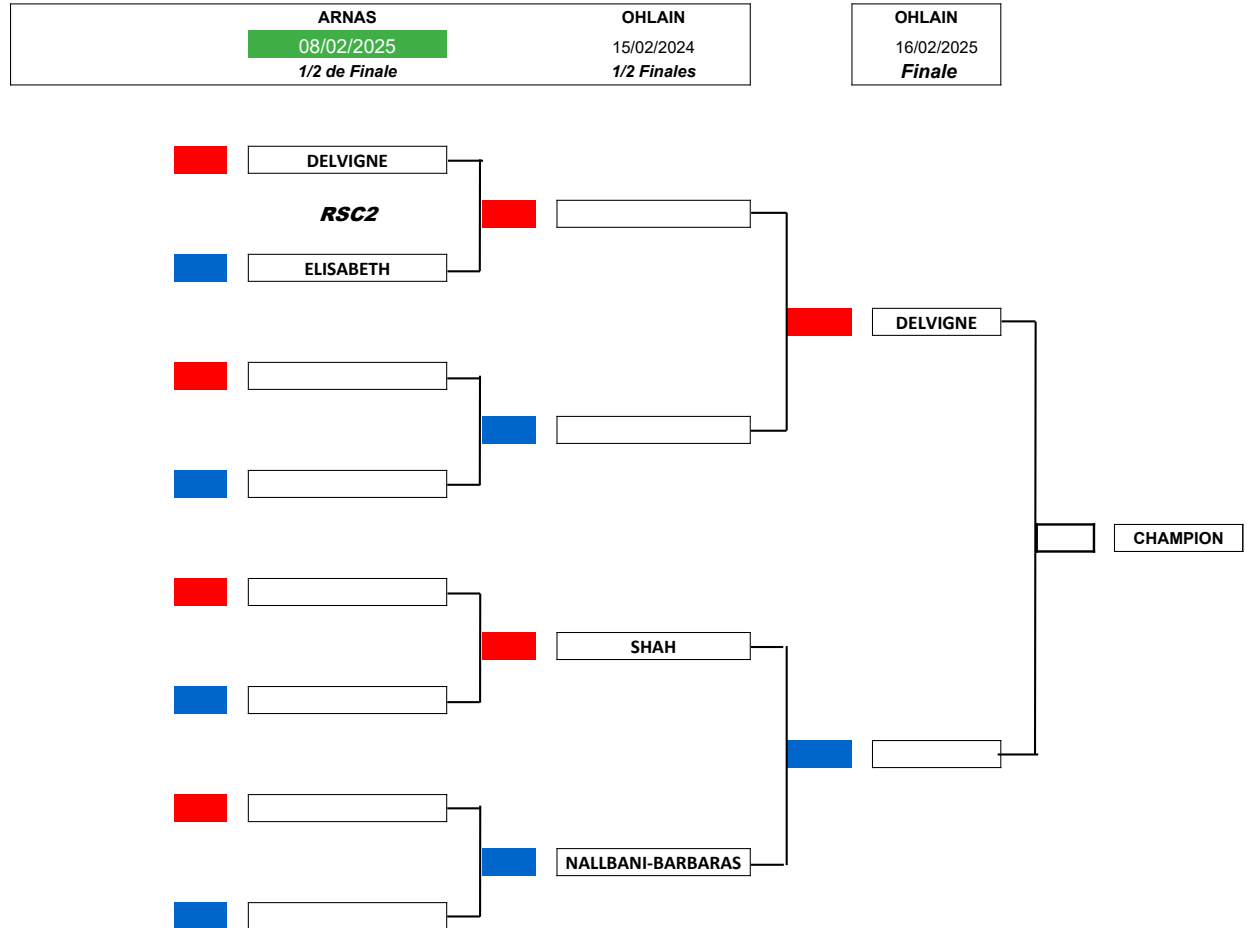 ARNAS OHLAIN OHLAIN
08/02/2025 15/02/2024 16/02/2025
1/2 de Finale 1/2 Finales Finale
DELVIGNE
RSC2
ELISABETH
DELVIGNE
CHAMPION
SHAH
NALLBANI-BARBARAS